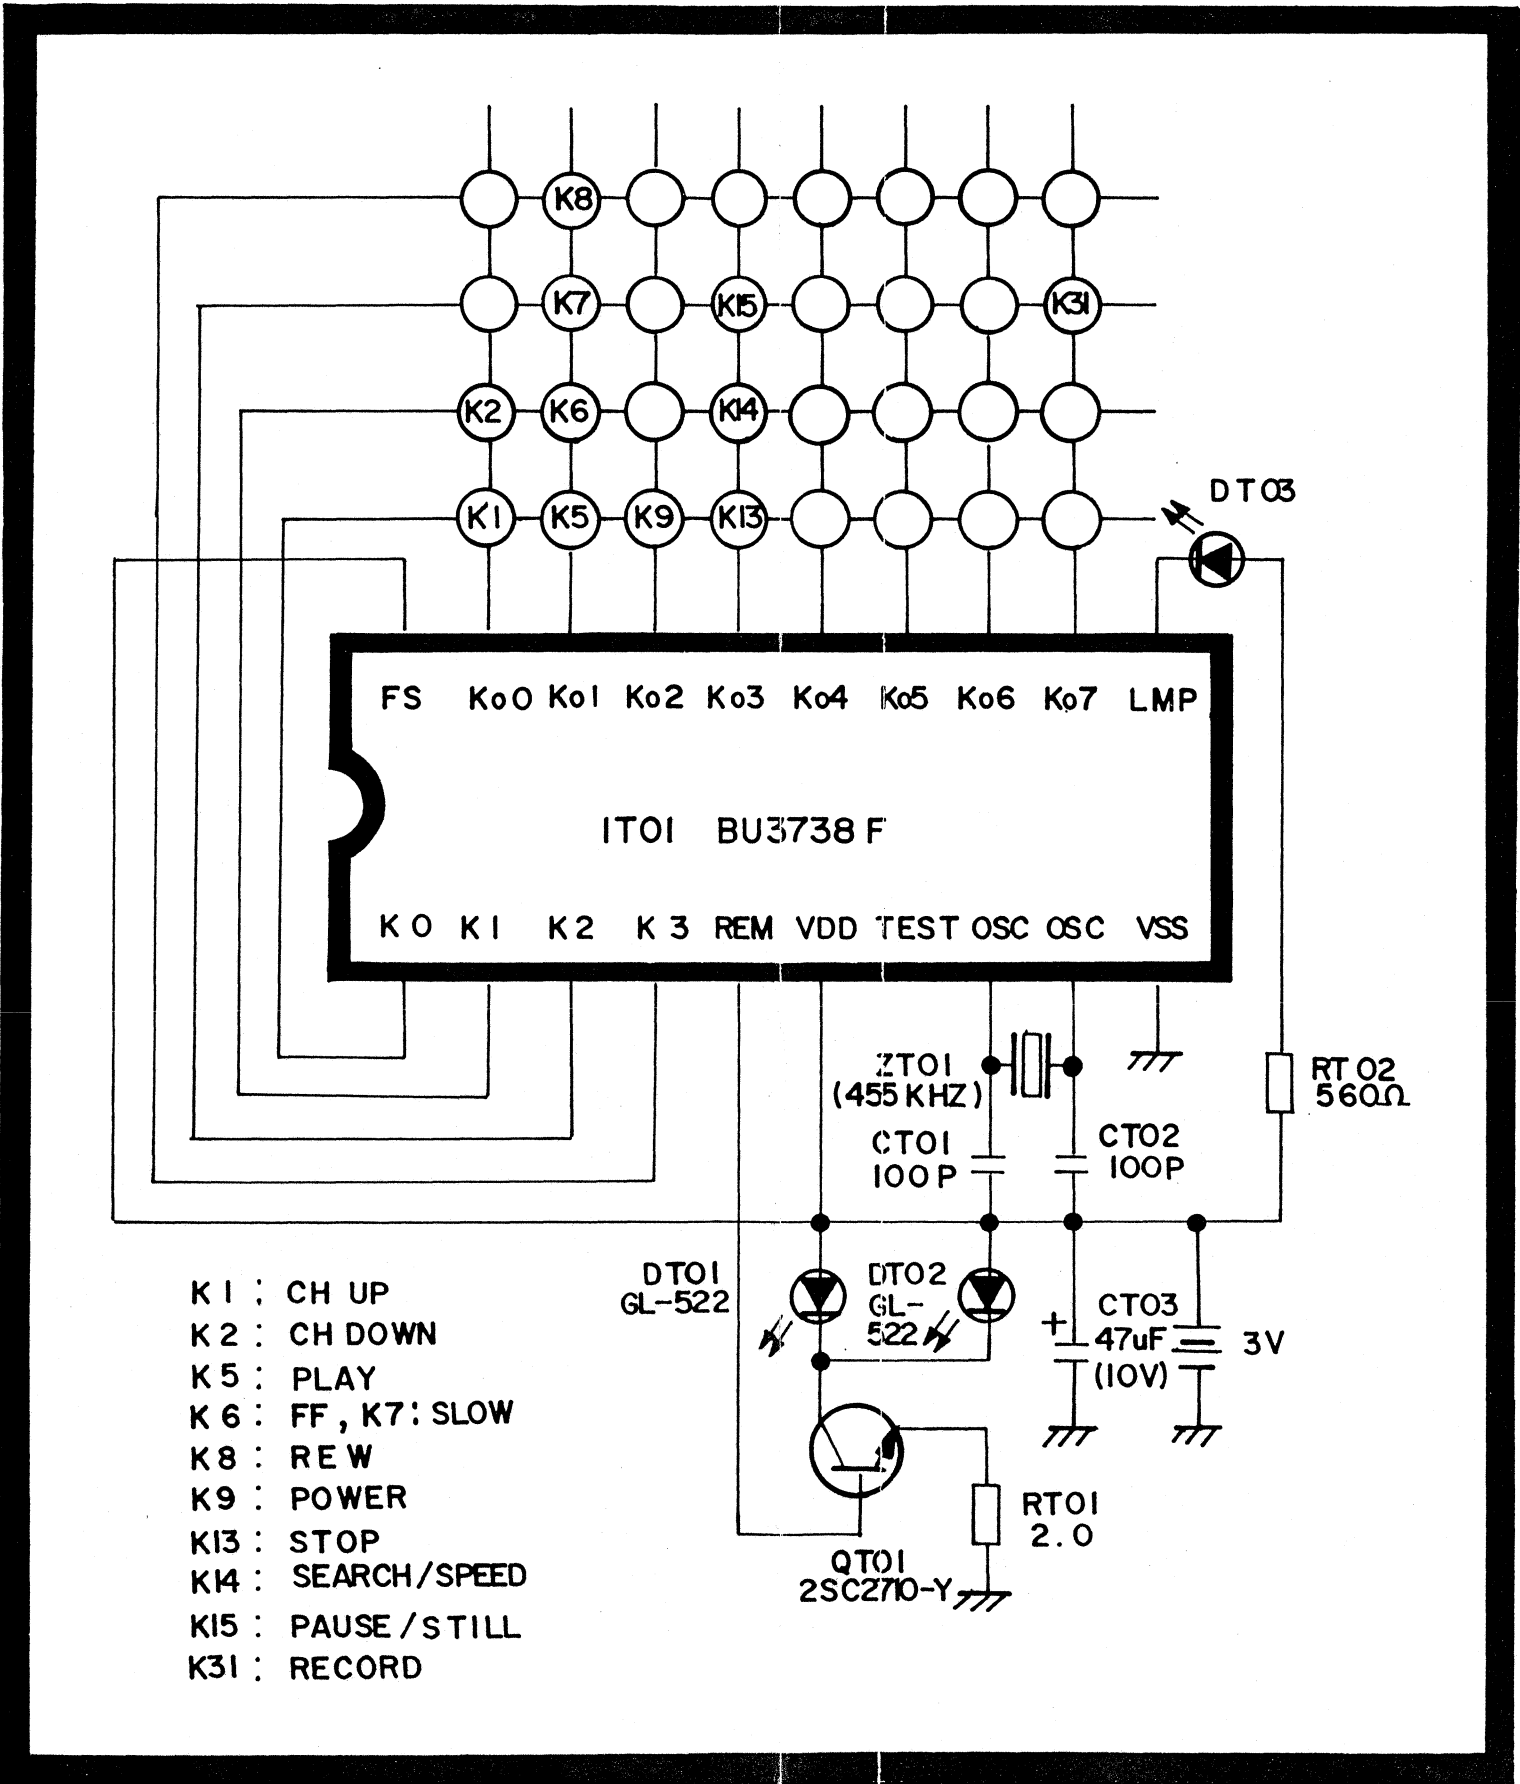 K8
K7 K15 K31
K2 K6 K14
K1 K5 K9 K13
DT03
FS Ko0 Ko1 Ko2 Ko3 Ko4 Ko5 Ko6 Ko7 LMP
IT01 BU3738F
K0 K1 K2 K3 REM VDD TEST OSC OSC VSS
ZT01
(455KHZ)
RT02
560Ω
CT01
100P
CT02
100P
DT01
GL-522
DT02
GL-
522
+
CT03
47uF
(10V)
3V
K1 : CH UP
K2 : CH DOWN
K5 : PLAY
K6 : FF, K7: SLOW
K8 : REW
K9 : POWER
K13 : STOP
K14 : SEARCH/SPEED
K15 : PAUSE/STILL
K31 : RECORD
RT01
2.0
QT01
2SC2710-Y